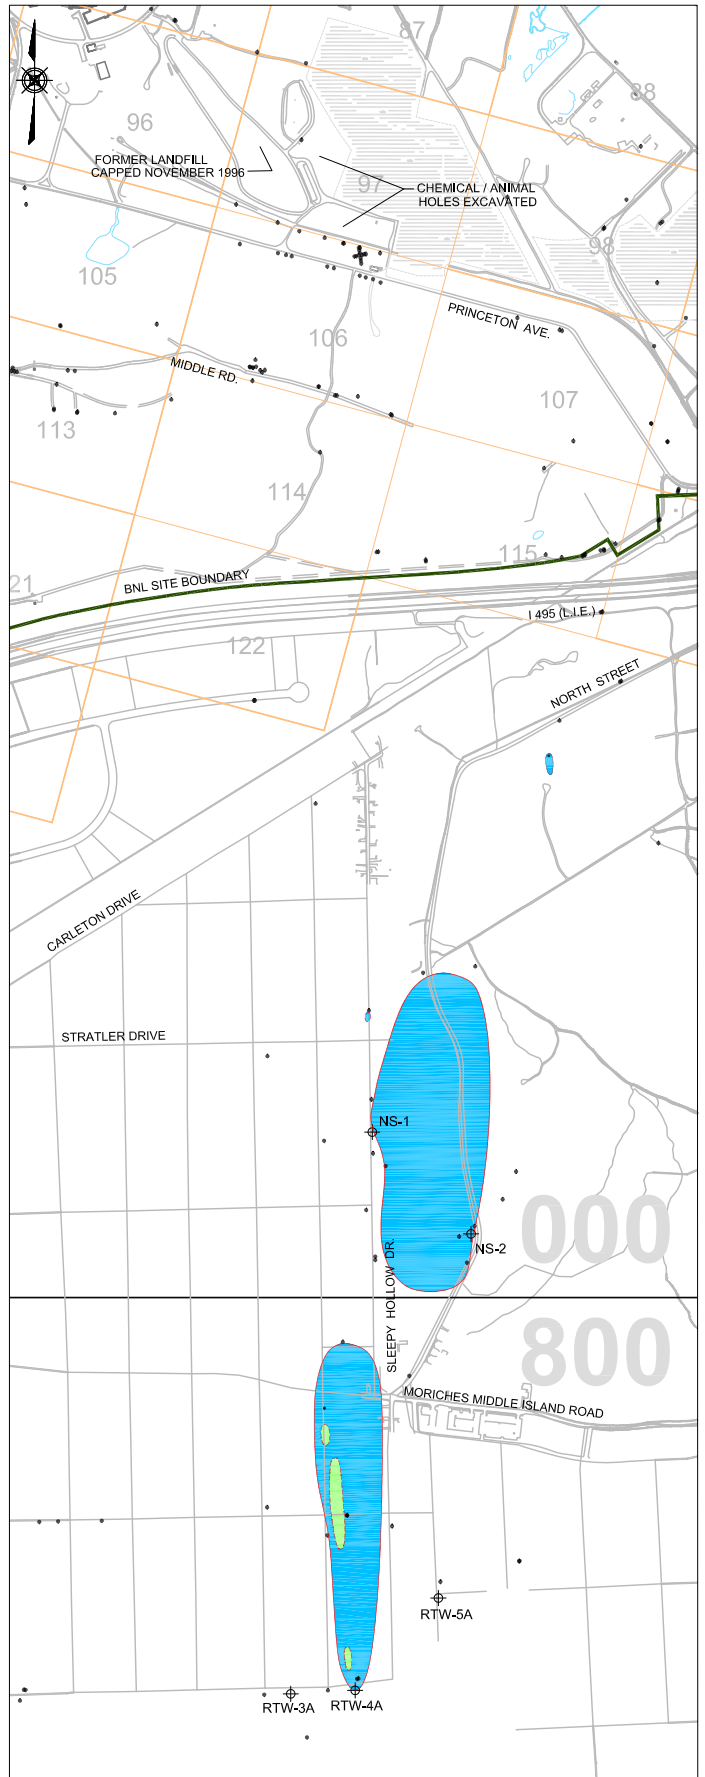 87
88
96
FORMER LANDFILL
CAPPED NOVEMBER 1996
97
CHEMICAL / ANIMAL
HOLES EXCAVATED
98
105
106
PRINCETON AVE.
MIDDLE RD.
107
113
114
115
21
BNL SITE BOUNDARY
I 495 (L.I.E.)
122
NORTH STREET
CARLETON DRIVE
STRATLER DRIVE
NS-1
000
NS-2
SLEEPY HOLLOW DR.
800
MORICHES MIDDLE ISLAND ROAD
RTW-5A
RTW-3A
RTW-4A